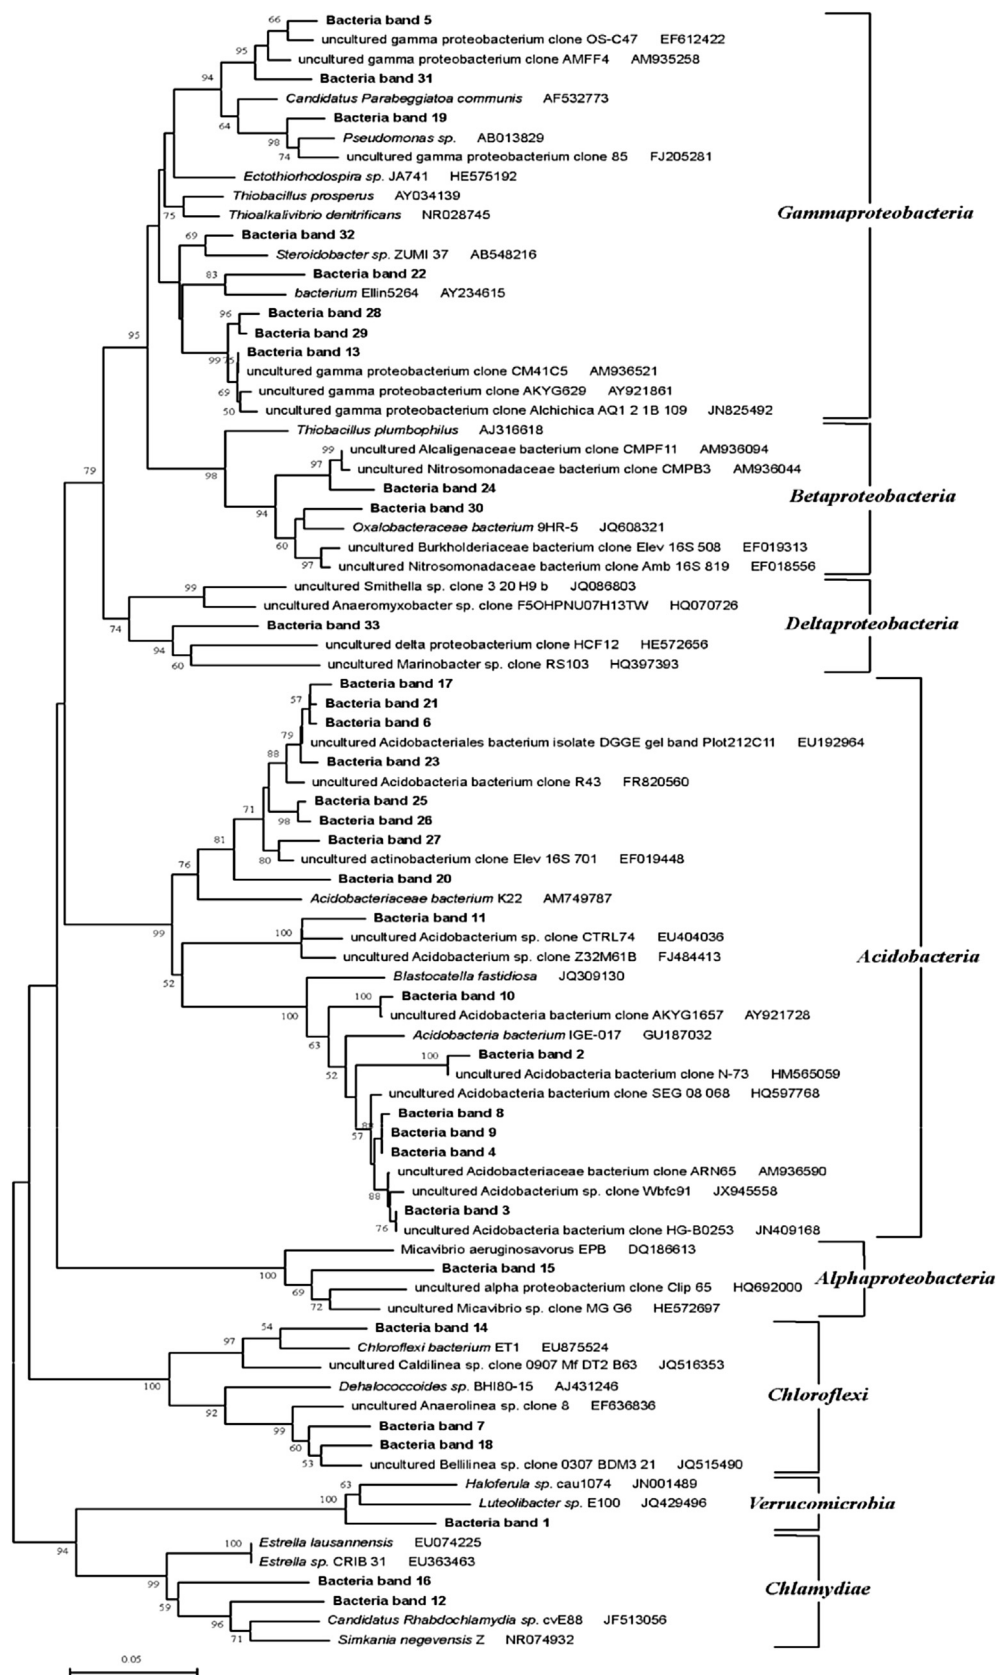 66
Bacteria band 5
uncultured gamma proteobacterium clone OS-C47 EF612422
95
uncultured gamma proteobacterium clone AMFF4 AM935258
94
Bacteria band 31
Candidatus Parabeggiatoa communis AF532773
64
Bacteria band 19
98
Pseudomonas sp. AB013829
74
uncultured gamma proteobacterium clone 85 FJ205281
Ectothiorhodospira sp. JA741 HE575192
Thiobacillus prosperus AY034139
75
Thioalkalivibrio denitrificans NR028745
Gammaproteobacteria
69
Bacteria band 32
Steroidobacter sp. ZUMI 37 AB548216
83
Bacteria band 22
bacterium Ellin5264 AY234615
96
Bacteria band 28
95
Bacteria band 29
99
75
Bacteria band 13
uncultured gamma proteobacterium clone CM41C5 AM936521
69
uncultured gamma proteobacterium clone AKYG629 AY921861
50
uncultured gamma proteobacterium clone Alchichica AQ1 2 1B 109 JN825492
Thiobacillus plumbophilus AJ316618
99
uncultured Alcaligenaceae bacterium clone CMPF11 AM936094
79
98
97
uncultured Nitrosomonadaceae bacterium clone CMPB3 AM936044
Bacteria band 24
Betaproteobacteria
94
Bacteria band 30
Oxalobacteraceae bacterium 9HR-5 JQ608321
60
uncultured Burkholderiaceae bacterium clone Elev 16S 508 EF019313
97
uncultured Nitrosomonadaceae bacterium clone Amb 16S 819 EF018556
99
uncultured Smithella sp. clone 3 20 H9 b JQ086803
uncultured Anaeromyxobacter sp. clone F5OHPNU07H13TW HQ070726
74
Bacteria band 33
Deltaproteobacteria
94
uncultured delta proteobacterium clone HCF12 HE572656
60
uncultured Marinobacter sp. clone RS103 HQ397393
Bacteria band 17
57
Bacteria band 21
Bacteria band 6
79
uncultured Acidobacteriales bacterium isolate DGGE gel band Plot212C11 EU192964
88
Bacteria band 23
uncultured Acidobacteria bacterium clone R43 FR820560
71
Bacteria band 25
98
Bacteria band 26
81
Bacteria band 27
80
uncultured actinobacterium clone Elev 16S 701 EF019448
76
Bacteria band 20
Acidobacteriaceae bacterium K22 AM749787
99
Bacteria band 11
100
uncultured Acidobacterium sp. clone CTRL74 EU404036
uncultured Acidobacterium sp. clone Z32M61B FJ484413
Acidobacteria
52
Blastocatella fastidiosa JQ309130
100
Bacteria band 10
100
uncultured Acidobacteria bacterium clone AKYG1657 AY921728
63
Acidobacteria bacterium IGE-017 GU187032
100
Bacteria band 2
52
uncultured Acidobacteria bacterium clone N-73 HM565059
uncultured Acidobacteria bacterium clone SEG 08 068 HQ597768
Bacteria band 8
57
Bacteria band 9
Bacteria band 4
uncultured Acidobacteriaceae bacterium clone ARN65 AM936590
88
uncultured Acidobacterium sp. clone Wbfc91 JX945558
Bacteria band 3
76
uncultured Acidobacteria bacterium clone HG-B0253 JN409168
Micavibrio aeruginosavorus EPB DQ186613
100
Bacteria band 15
Alphaproteobacteria
69
uncultured alpha proteobacterium clone Clip 65 HQ692000
72
uncultured Micavibrio sp. clone MG G6 HE572697
54
Bacteria band 14
97
Chloroflexi bacterium ET1 EU875524
uncultured Caldilinea sp. clone 0907 Mf DT2 B63 JQ516353
100
Dehalococcoides sp. BHI80-15 AJ431246
Chloroflexi
92
uncultured Anaerolinea sp. clone 8 EF636836
99
Bacteria band 7
60
Bacteria band 18
53
uncultured Bellilinea sp. clone 0307 BDM3 21 JQ515490
63
Haloferula sp. cau1074 JN001489
100
Luteolibacter sp. E100 JQ429496
Verrucomicrobia
Bacteria band 1
94
100
Estrella lausannensis EU074225
Estrella sp. CRIB 31 EU363463
99
Bacteria band 16
Chlamydiae
59
Bacteria band 12
96
Candidatus Rhabdochlamydia sp. cvE88 JF513056
71
Simkania negevensis Z NR074932
0.05